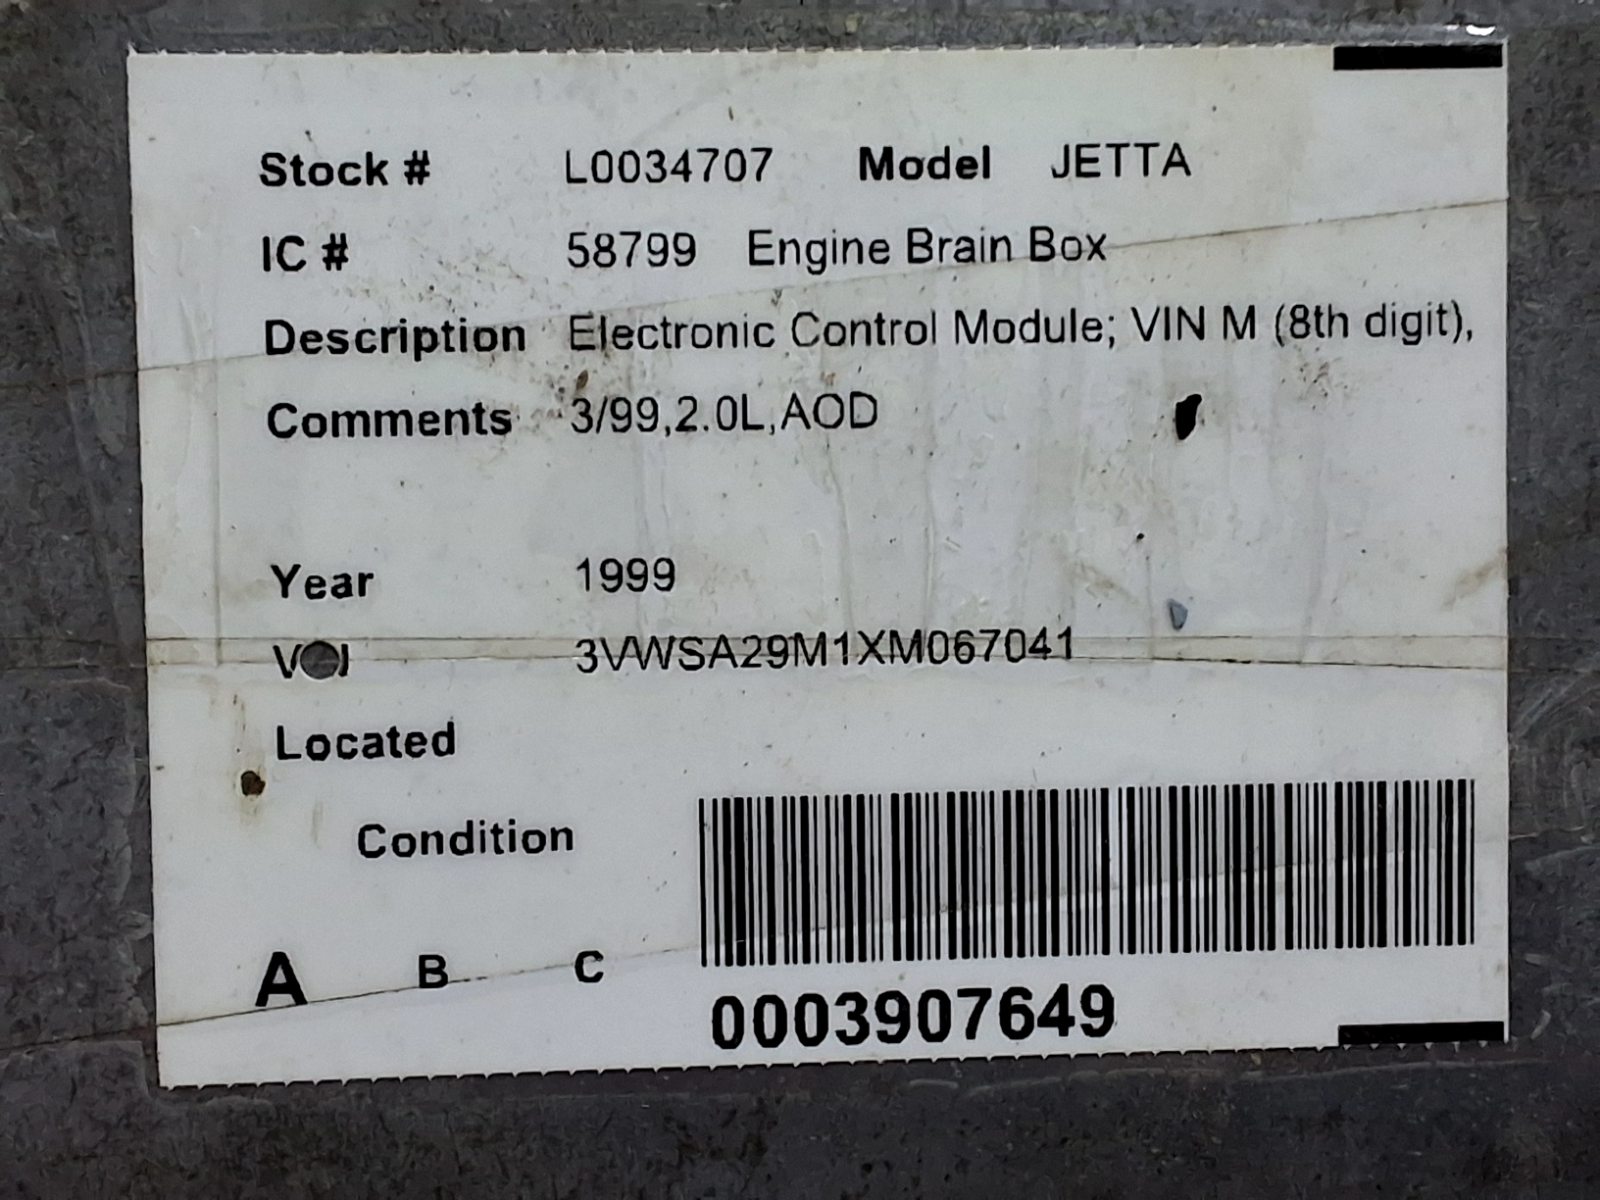 Stock # L0034707 Model JETTA
IC # 58799 Engine Brain Box
Description Electronic Control Module; VIN M (8th digit),
Comments 3/99,2.0L,AOD
Year 1999
3VWSA29M1XM067041
Located
Condition
A B C
0003907649